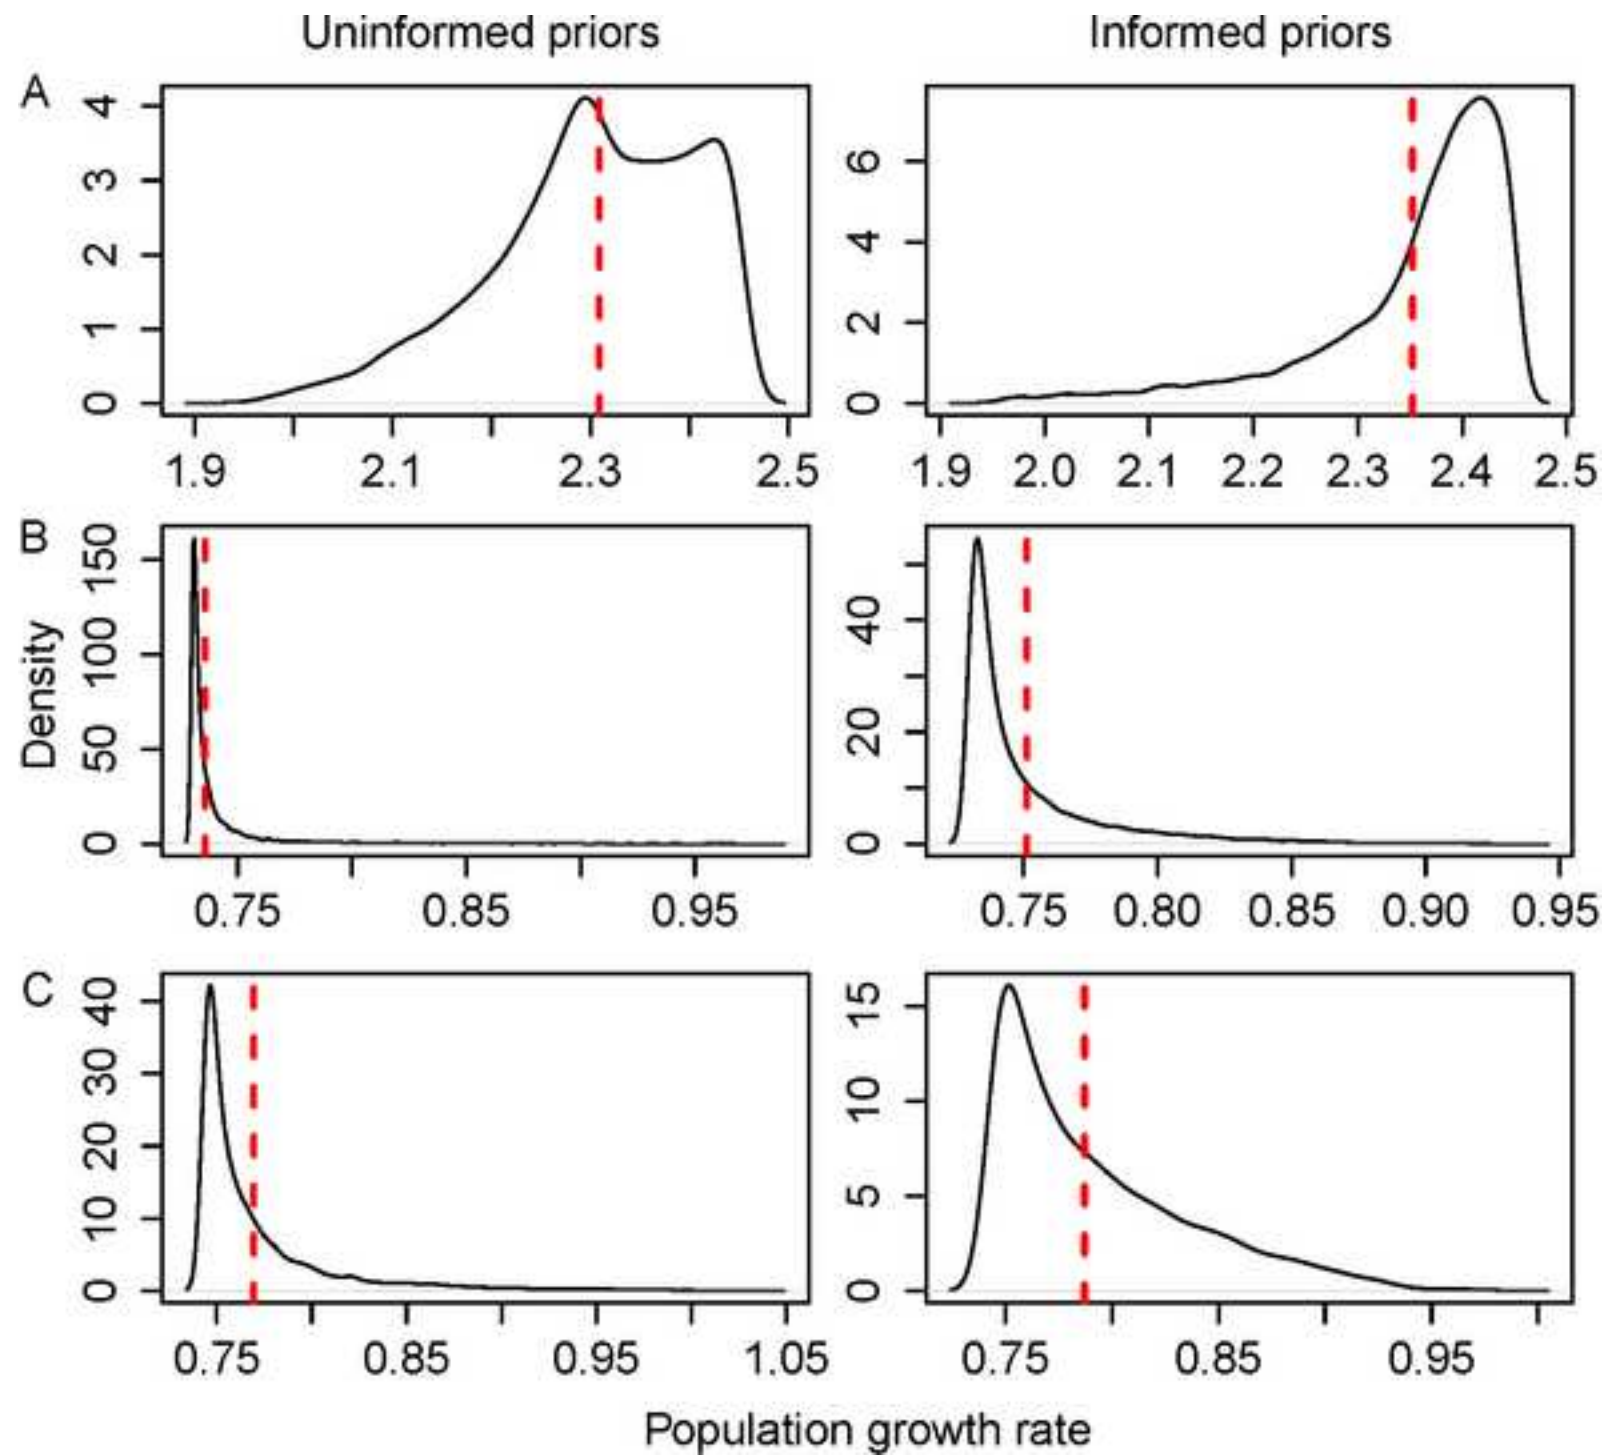 Uninformed priors Informed priors
A
4
3
2
1
0
1.9 2.1 2.3 2.5
6
4
2
0
1.9 2.0 2.1 2.2 2.3 2.4 2.5
B
150
100
50
0
0.75 0.85 0.95
40
20
0
0.75 0.80 0.85 0.90 0.95
Density
C
40
30
20
10
0
0.75 0.85 0.95 1.05
15
10
5
0
0.75 0.85 0.95
Population growth rate